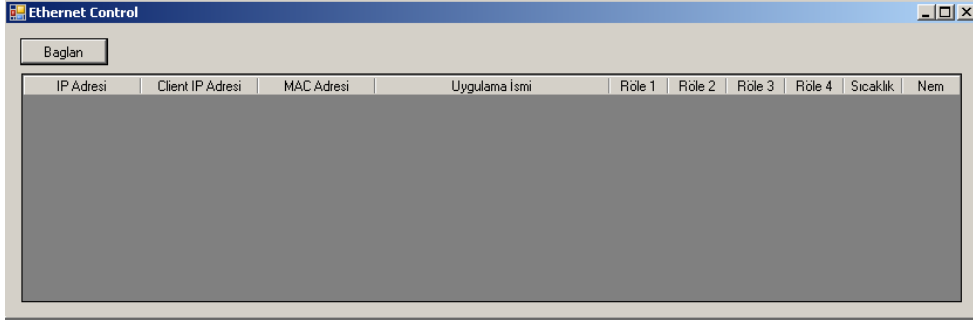 Ethernet Control
Baglan
IP Adresi Client IP Adresi MAC Adresi Uygulama İsmi Röle 1 Röle 2 Röle 3 Röle 4 Sıcaklık Nem